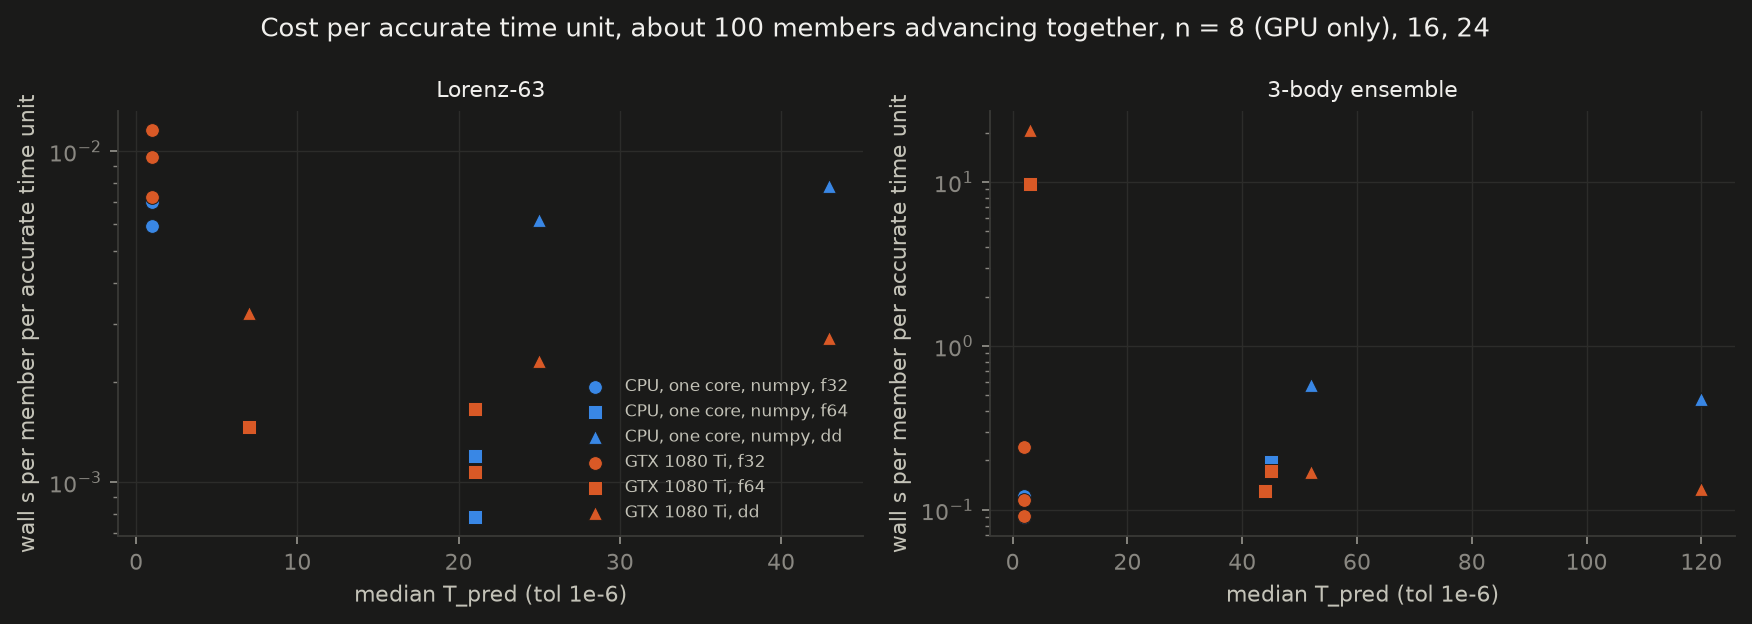 Cost per accurate time unit, about 100 members advancing together, n = 8 (GPU only), 16, 24
Lorenz-63
wall s per member per accurate time unit
10⁻²
10⁻³
0 10 20 30 40
median T_pred (tol 1e-6)
CPU, one core, numpy, f32
CPU, one core, numpy, f64
CPU, one core, numpy, dd
GTX 1080 Ti, f32
GTX 1080 Ti, f64
GTX 1080 Ti, dd
3-body ensemble
wall s per member per accurate time unit
10¹
10⁰
10⁻¹
0 20 40 60 80 100 120
median T_pred (tol 1e-6)